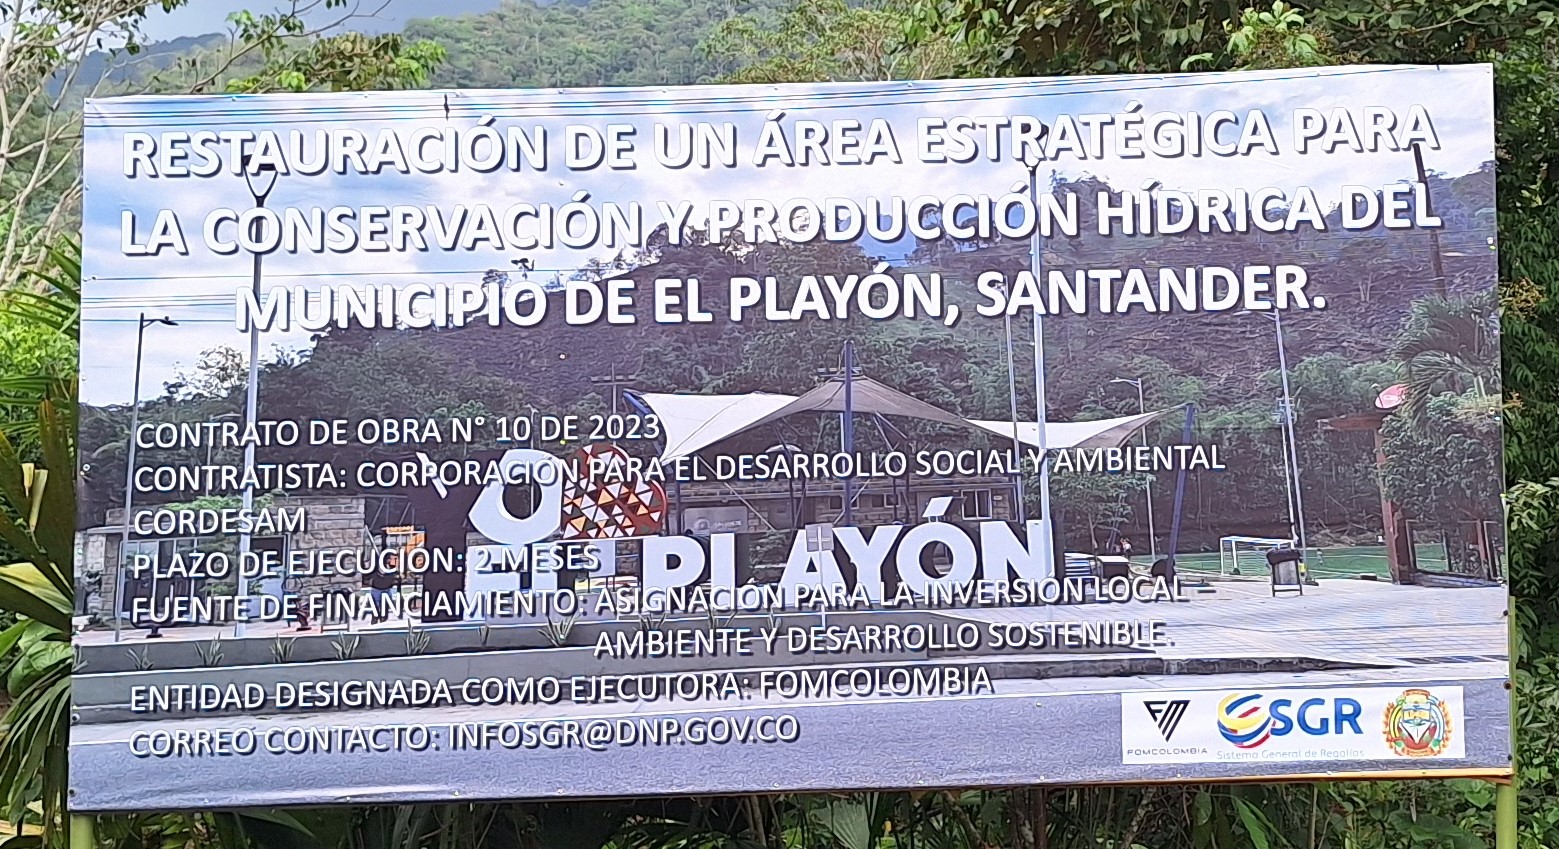 RESTAURACIÓN DE UN ÁREA ESTRATÉGICA PARA
LA CONSERVACIÓN Y PRODUCCIÓN HÍDRICA DEL
MUNICIPIO DE EL PLAYÓN, SANTANDER.
CONTRATO DE OBRA N° 10 DE 2023
CONTRATISTA: CORPORACIÓN PARA EL DESARROLLO SOCIAL Y AMBIENTAL
CORDESAM
PLAZO DE EJECUCIÓN: 2 MESES
EL PLAYÓN
FUENTE DE FINANCIAMIENTO: ASIGNACIÓN PARA LA INVERSIÓN LOCAL –
AMBIENTE Y DESARROLLO SOSTENIBLE.
ENTIDAD DESIGNADA COMO EJECUTORA: FOMCOLOMBIA
CORREO CONTACTO: INFOSGR@DNP.GOV.CO
FM
FOMCOLOMBIA
SGR
Sistema General de Regalías